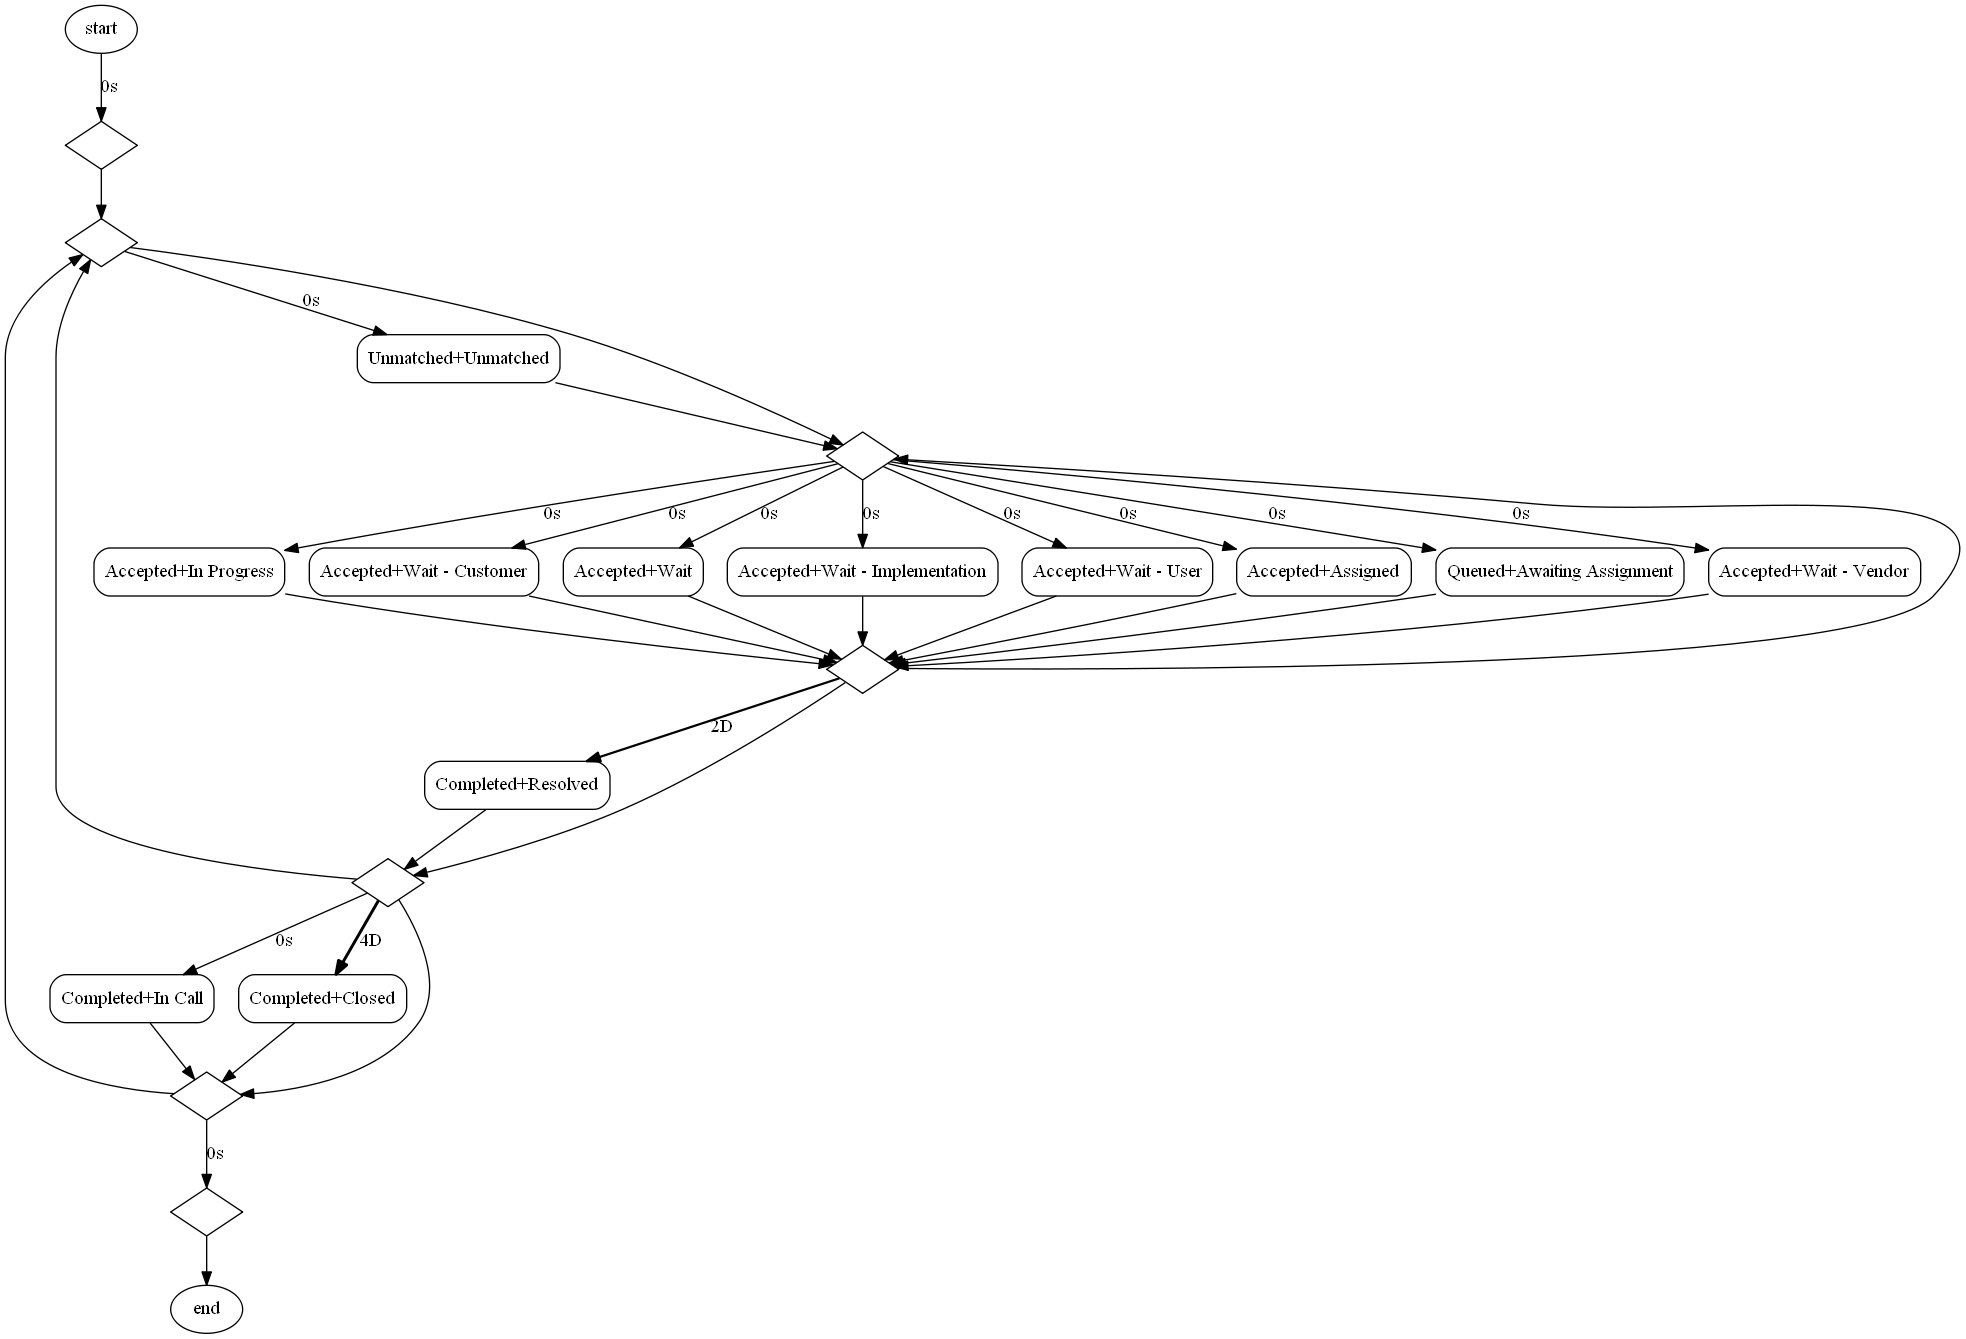 start
0s
0s
Unmatched+Unmatched
0s
0s
0s
0s
0s
0s
0s
0s
Accepted+In Progress
Accepted+Wait - Customer
Accepted+Wait
Accepted+Wait - Implementation
Accepted+Wait - User
Accepted+Assigned
Queued+Awaiting Assignment
Accepted+Wait - Vendor
2D
Completed+Resolved
0s
4D
Completed+In Call
Completed+Closed
0s
end